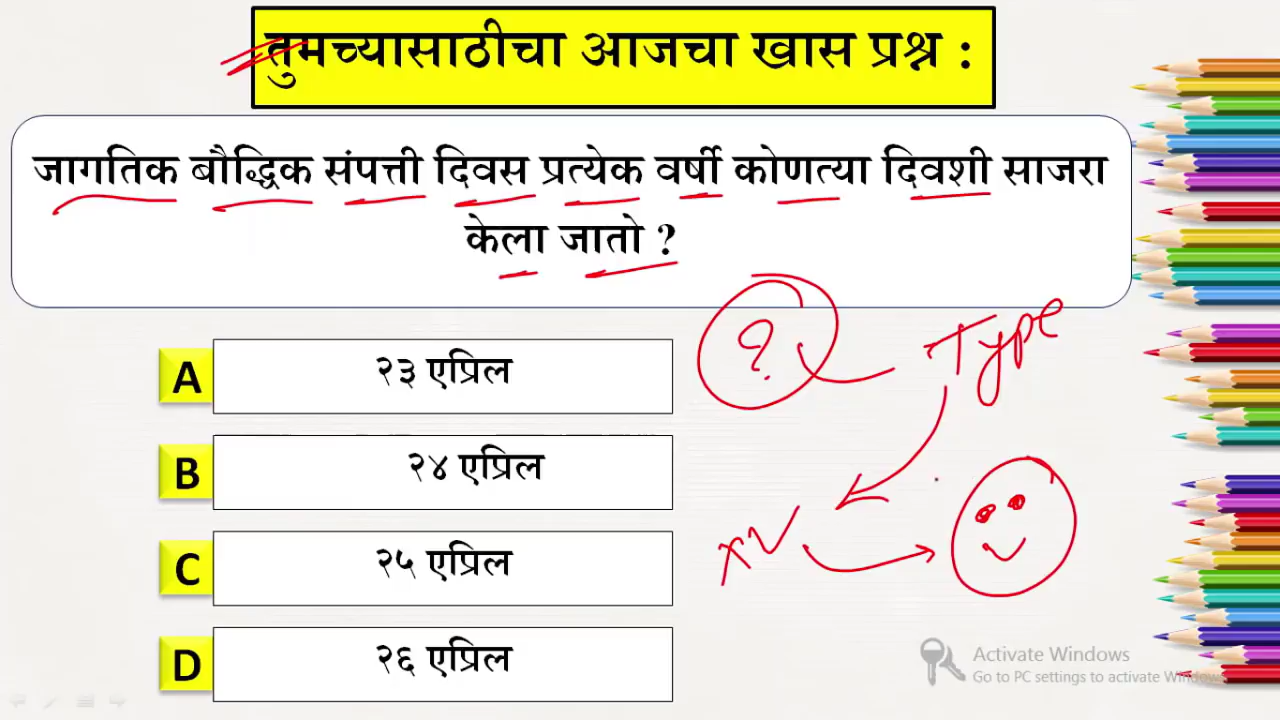 तुमच्यासाठीचा आजचा खास प्रश्न :
जागतिक बौद्धिक संपत्ती दिवस प्रत्येक वर्षी कोणत्या दिवशी साजरा
केला जातो ?
?
Type
A २३ एप्रिल
B २४ एप्रिल
C २५ एप्रिल
D २६ एप्रिल
Activate Windows
Go to PC settings to activate Windows